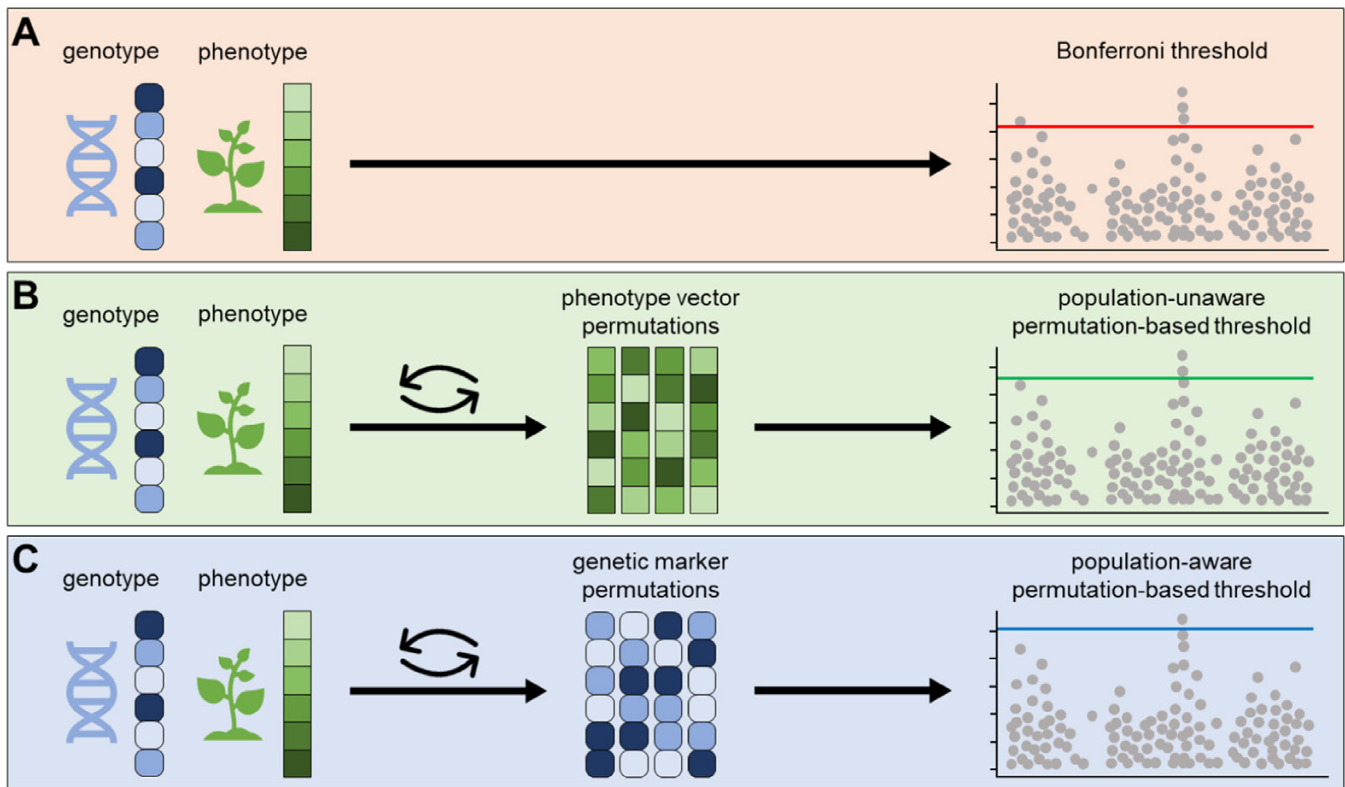 A
genotype
phenotype
Bonferroni threshold
B
genotype
phenotype
phenotype vector
permutations
population-unaware
permutation-based threshold
C
genotype
phenotype
genetic marker
permutations
population-aware
permutation-based threshold